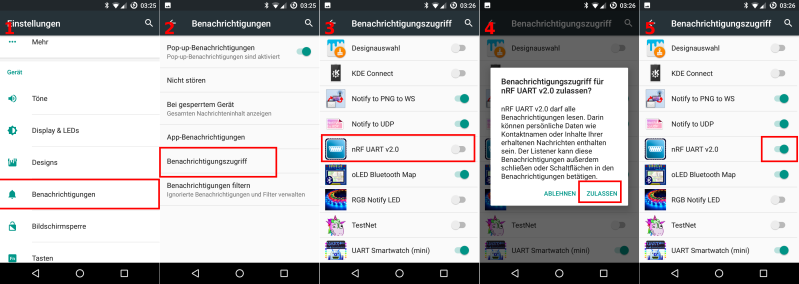 03:25
1
Einstellungen
Mehr
Gerät
Töne
Display & LEDs
Designs
Benachrichtigungen
Bildschirmsperre
Tasten
03:25
2
Benachrichtigungen
Pop-up-Benachrichtigungen
Pop-up-Benachrichtigungen sind aktiviert
Nicht stören
Bei gesperrtem Gerät
Gesamten Nachrichteninhalt anzeigen
App-Benachrichtigungen
Benachrichtigungszugriff
Benachrichtigungen filtern
Ignorierte Benachrichtigungen und Filter verwalten
03:26
3
Benachrichtigungszugriff
Designauswahl
KDE Connect
Notify to PNG to WS
Notify to UDP
nRF UART v2.0
oLED Bluetooth Map
RGB Notify LED
TestNet
UART Smartwatch (mini)
03:26
4
Benachrichtigungszugriff
Designauswahl
Benachrichtigungszugriff für
nRF UART v2.0 zulassen?
nRF UART v2.0 darf alle
Benachrichtigungen lesen. Darin
können persönliche Daten wie
Kontaktnamen oder Inhalte Ihrer
erhaltenen Nachrichten enthalten
sein. Der Listener kann diese
Benachrichtigungen außerdem
schließen oder Schaltflächen in den
Benachrichtigungen betätigen.
ABLEHNEN
ZULASSEN
TestNet
UART Smartwatch (mini)
03:26
5
Benachrichtigungszugriff
Designauswahl
KDE Connect
Notify to PNG to WS
Notify to UDP
nRF UART v2.0
oLED Bluetooth Map
RGB Notify LED
TestNet
UART Smartwatch (mini)